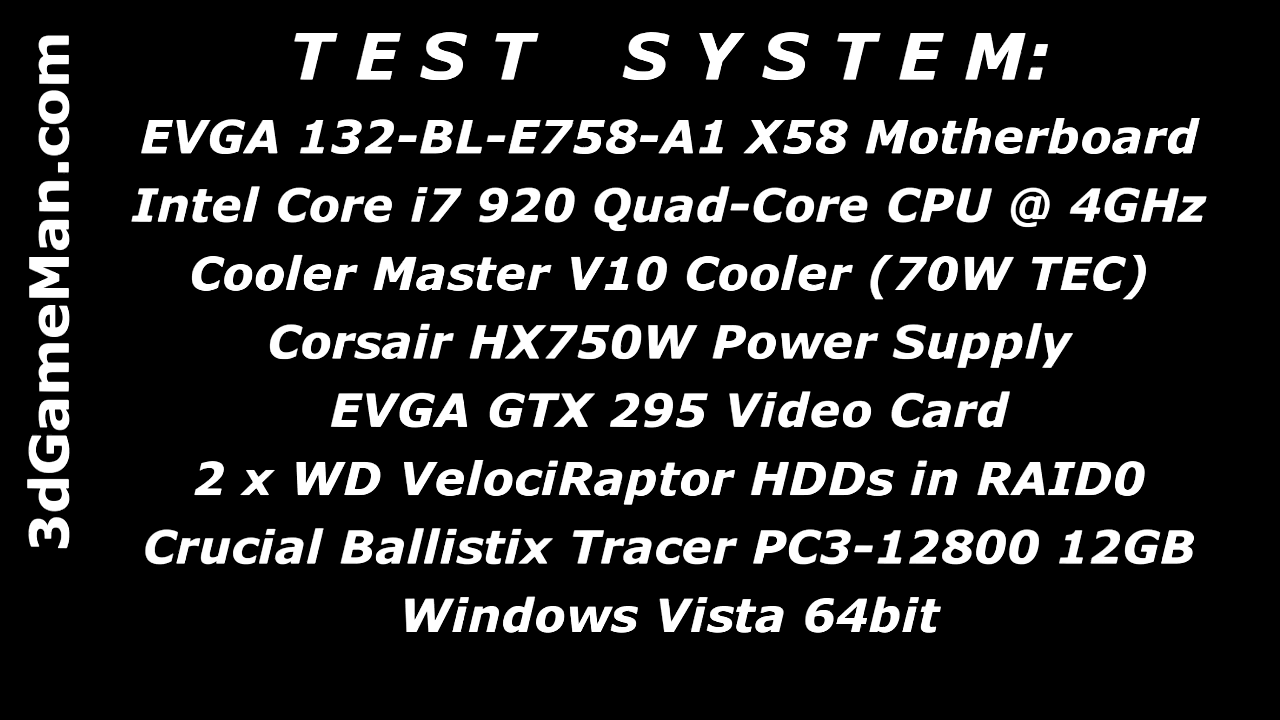 3dGameMan.com
T E S T   S Y S T E M:
EVGA 132-BL-E758-A1 X58 Motherboard
Intel Core i7 920 Quad-Core CPU @ 4GHz
Cooler Master V10 Cooler (70W TEC)
Corsair HX750W Power Supply
EVGA GTX 295 Video Card
2 x WD VelociRaptor HDDs in RAID0
Crucial Ballistix Tracer PC3-12800 12GB
Windows Vista 64bit